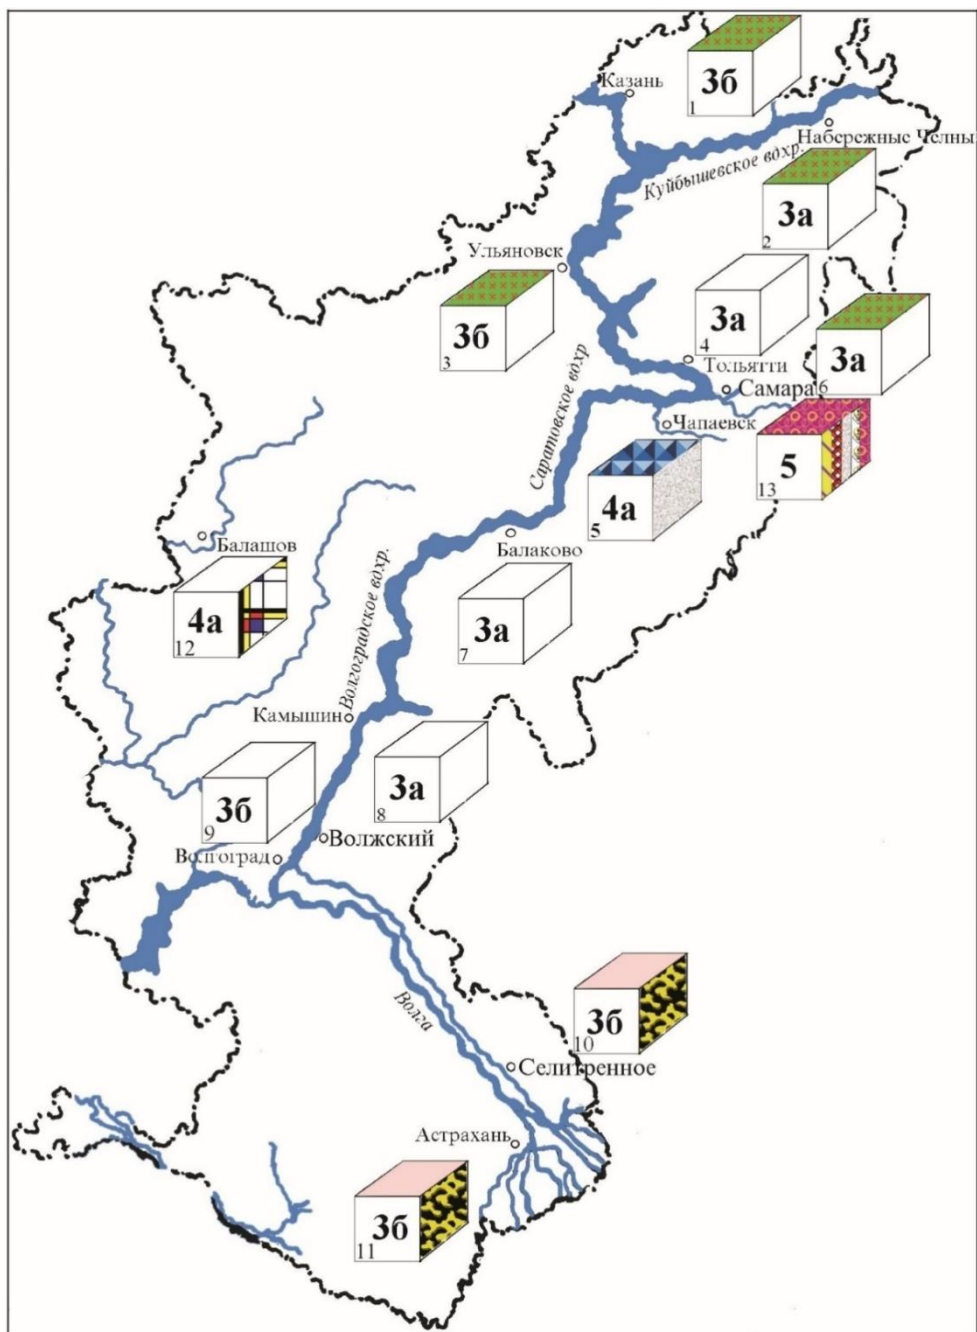 3б
1
Казань
Набережные Челны
Куйбышевское вдхр.
3а
2
Ульяновск
3б
3
3а
4
3а
6
Тольятти
Самара
Чапаевск
5
13
Саратовское вдхр
4а
5
Балаково
Балашов
4а
12
3а
7
Волгоградское вдхр.
Камышин
3а
8
3б
9
Волжский
Волгоград
Волга
3б
10
Селитренное
Астрахань
3б
11